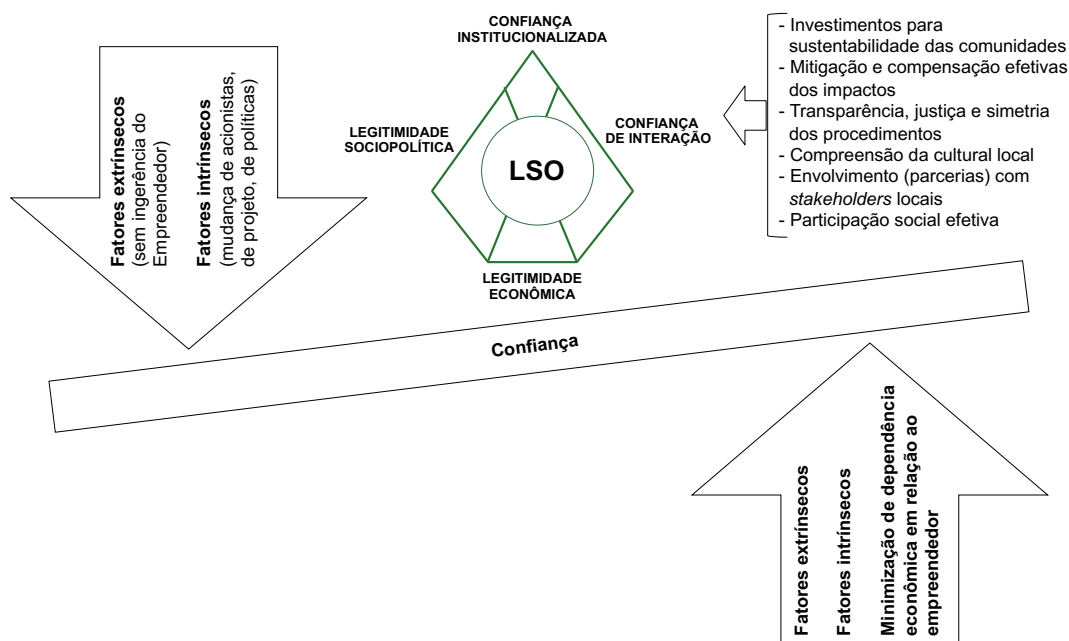 Fatores extrínsecos
(sem ingerência do
Empreendedor)
Fatores intrínsecos
(mudança de acionistas,
de projeto, de políticas)
CONFIANÇA
INSTITUCIONALIZADA
LEGITIMIDADE
SOCIOPOLÍTICA
LSO
CONFIANÇA
DE INTERAÇÃO
LEGITIMIDADE
ECONÔMICA
- Investimentos para
sustentabilidade das comunidades
- Mitigação e compensação efetivas
dos impactos
- Transparência, justiça e simetria
dos procedimentos
- Compreensão da cultural local
- Envolvimento (parcerias) com
stakeholders locais
- Participação social efetiva
Confiança
Fatores extrínsecos
Fatores intrínsecos
Minimização de dependência
econômica em relação ao
empreendedor